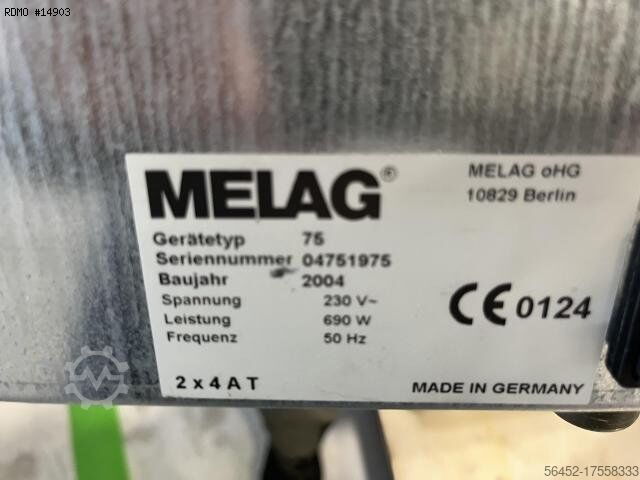 RDMO #14903
MELAG®
MELAG oHG
10829 Berlin
Gerätetyp 75
Seriennummer 04751975
Baujahr 2004
Spannung 230 V~
Leistung 690 W
Frequenz 50 Hz
CE 0124
2 x 4 A T
MADE IN GERMANY
56452-17558333